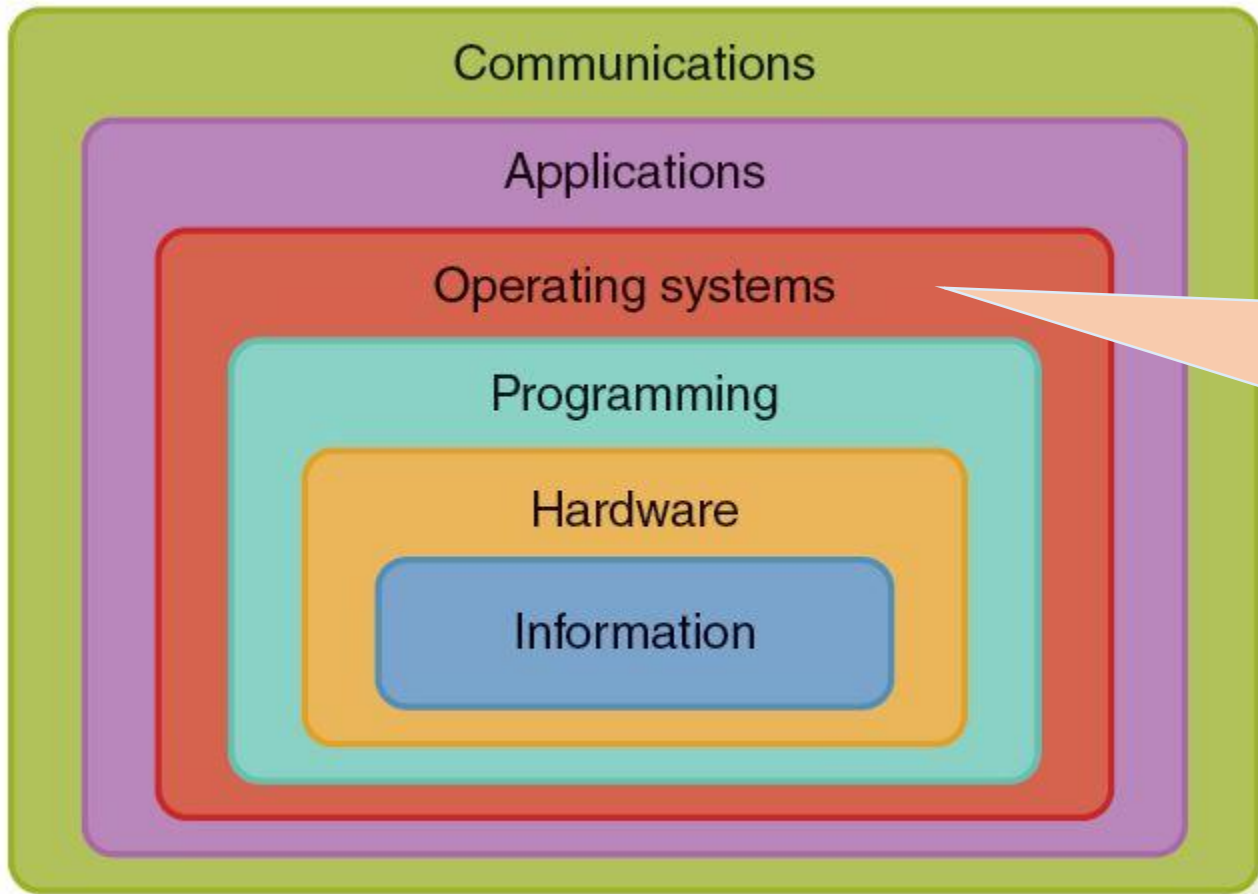 Communications
Applications
Operating systems
Programming
Hardware
Information